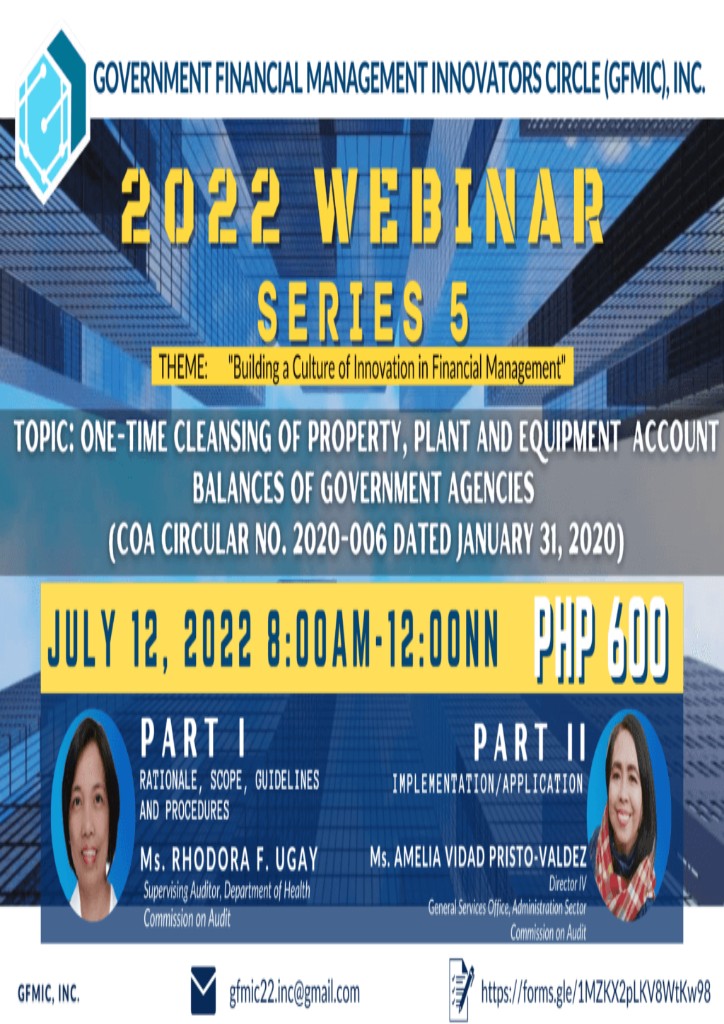 GOVERNMENT FINANCIAL MANAGEMENT INNOVATORS CIRCLE (GFMIC), INC.
2022 WEBINAR
SERIES 5
THEME: "Building a Culture of Innovation in Financial Management"
TOPIC: ONE-TIME CLEANSING OF PROPERTY, PLANT AND EQUIPMENT ACCOUNT
BALANCES OF GOVERNMENT AGENCIES
(COA CIRCULAR NO. 2020-006 DATED JANUARY 31, 2020)
JULY 12, 2022 8:00AM-12:00NN PHP 600
PART I
RATIONALE, SCOPE, GUIDELINES
AND PROCEDURES
Ms. RHODORA F. UGAY
Supervising Auditor, Department of Health
Commission on Audit
PART II
IMPLEMENTATION/APPLICATION
Ms. AMELIA VIDAD PRISTO-VALDEZ
Director IV
General Services Office, Administration Sector
Commission on Audit
GFMIC, INC. gfmic22.inc@gmail.com https://forms.gle/1MZKX2pLKV8WtKw98